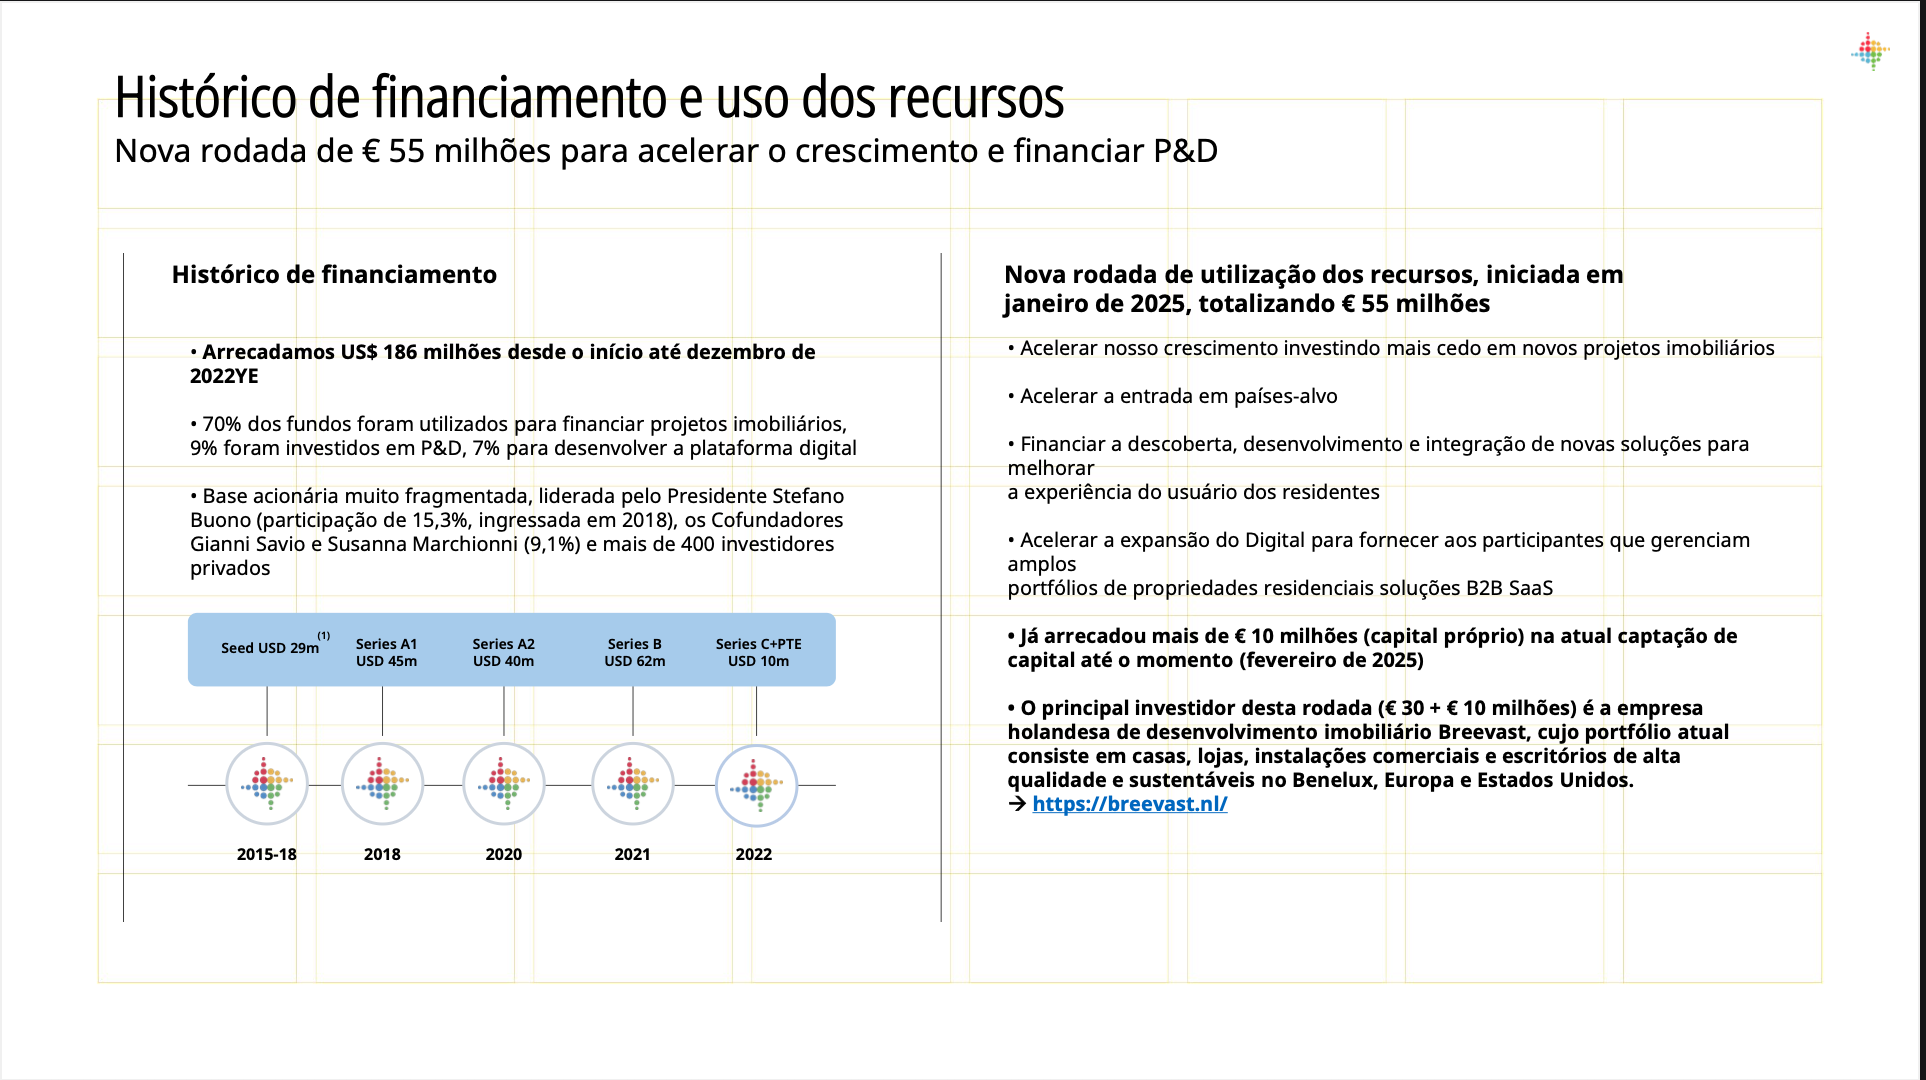 Histórico de financiamento e uso dos recursos
Nova rodada de € 55 milhões para acelerar o crescimento e financiar P&D
Histórico de financiamento
• Arrecadamos US$ 186 milhões desde o início até dezembro de
2022YE
• 70% dos fundos foram utilizados para financiar projetos imobiliários,
9% foram investidos em P&D, 7% para desenvolver a plataforma digital
• Base acionária muito fragmentada, liderada pelo Presidente Stefano
Buono (participação de 15,3%, ingressada em 2018), os Cofundadores
Gianni Savio e Susanna Marchionni (9,1%) e mais de 400 investidores
privados
Seed USD 29m (1)
Series A1
USD 45m
Series A2
USD 40m
Series B
USD 62m
Series C+PTE
USD 10m
2015-18
2018
2020
2021
2022
Nova rodada de utilização dos recursos, iniciada em
janeiro de 2025, totalizando € 55 milhões
• Acelerar nosso crescimento investindo mais cedo em novos projetos imobiliários
• Acelerar a entrada em países-alvo
• Financiar a descoberta, desenvolvimento e integração de novas soluções para
melhorar
a experiência do usuário dos residentes
• Acelerar a expansão do Digital para fornecer aos participantes que gerenciam
amplos
portfólios de propriedades residenciais soluções B2B SaaS
• Já arrecadou mais de € 10 milhões (capital próprio) na atual captação de
capital até o momento (fevereiro de 2025)
• O principal investidor desta rodada (€ 30 + € 10 milhões) é a empresa
holandesa de desenvolvimento imobiliário Breevast, cujo portfólio atual
consiste em casas, lojas, instalações comerciais e escritórios de alta
qualidade e sustentáveis no Benelux, Europa e Estados Unidos.
→ https://breevast.nl/